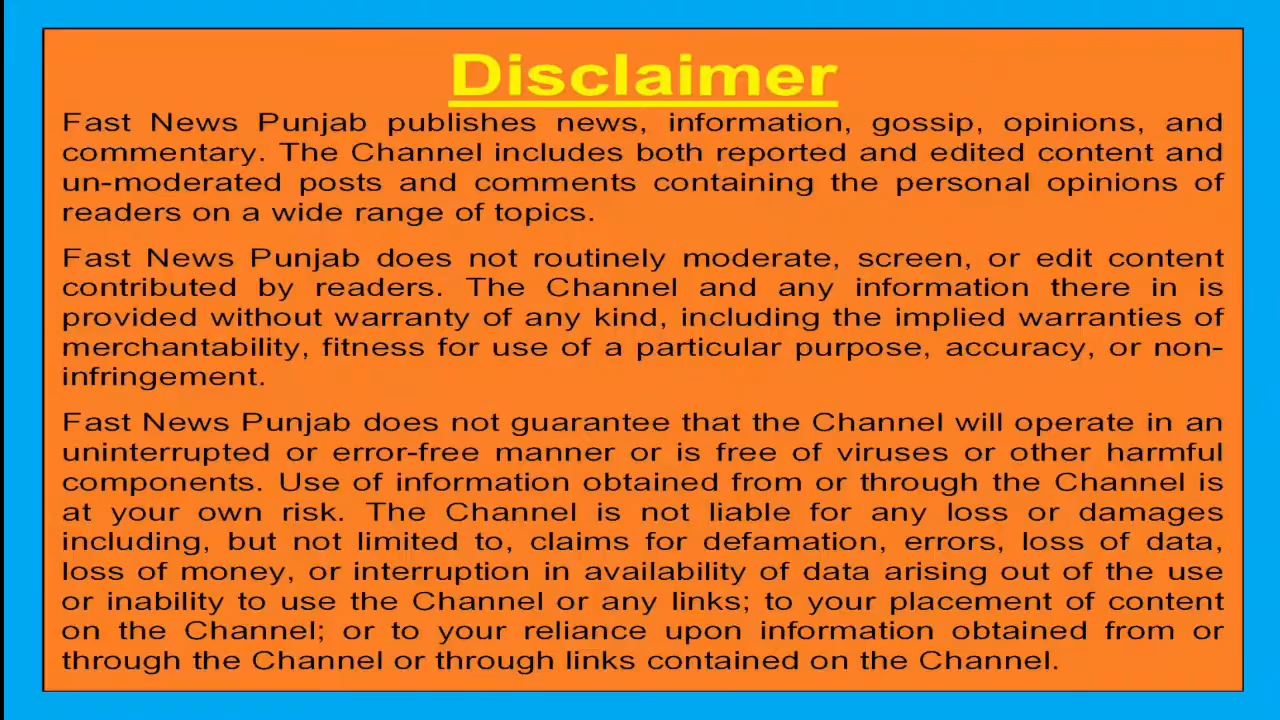 Disclaimer
Fast News Punjab publishes news, information, gossip, opinions, and
commentary. The Channel includes both reported and edited content and
un-moderated posts and comments containing the personal opinions of
readers on a wide range of topics.
Fast News Punjab does not routinely moderate, screen, or edit content
contributed by readers. The Channel and any information there in is
provided without warranty of any kind, including the implied warranties of
merchantability, fitness for use of a particular purpose, accuracy, or non-
infringement.
Fast News Punjab does not guarantee that the Channel will operate in an
uninterrupted or error-free manner or is free of viruses or other harmful
components. Use of information obtained from or through the Channel is
at your own risk. The Channel is not liable for any loss or damages
including, but not limited to, claims for defamation, errors, loss of data,
loss of money, or interruption in availability of data arising out of the use
or inability to use the Channel or any links; to your placement of content
on the Channel; or to your reliance upon information obtained from or
through the Channel or through links contained on the Channel.